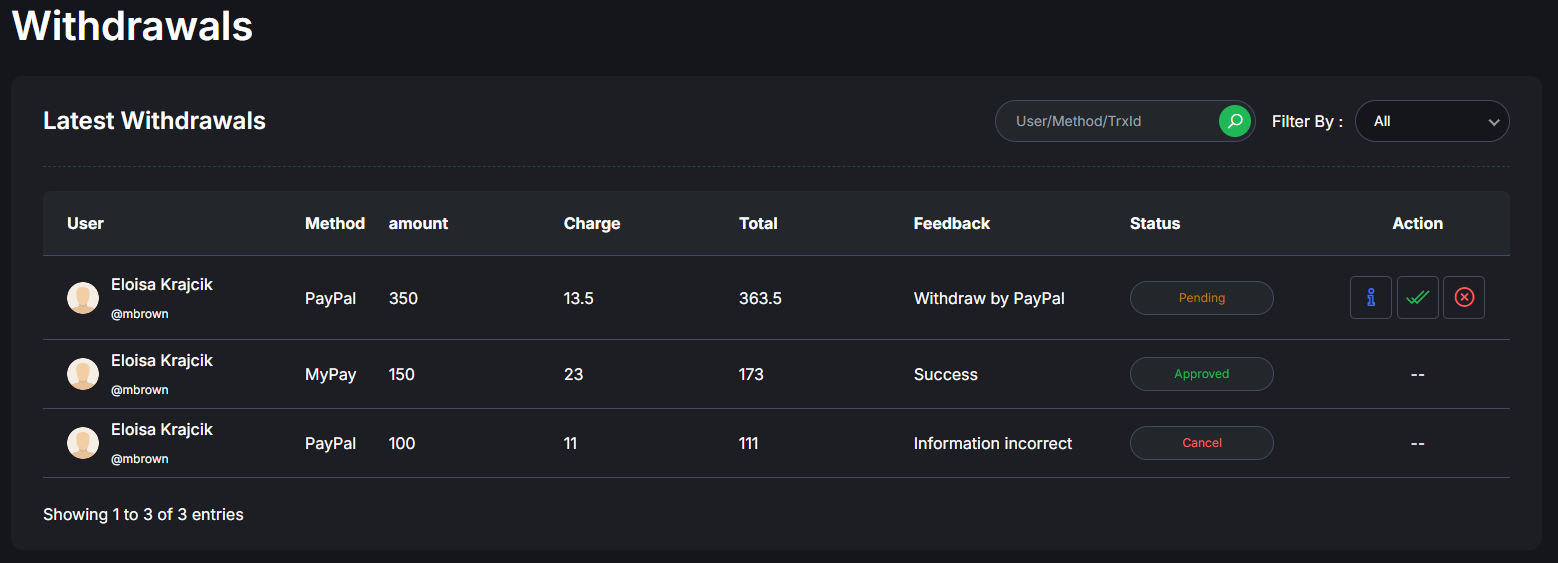 Withdrawals
Latest Withdrawals
User/Method/TrxId
Filter By :
All
User Method amount Charge Total Feedback Status Action
Eloisa Krajcik
@mbrown
PayPal 350 13.5 363.5 Withdraw by PayPal Pending
Eloisa Krajcik
@mbrown
MyPay 150 23 173 Success Approved --
Eloisa Krajcik
@mbrown
PayPal 100 11 111 Information incorrect Cancel --
Showing 1 to 3 of 3 entries